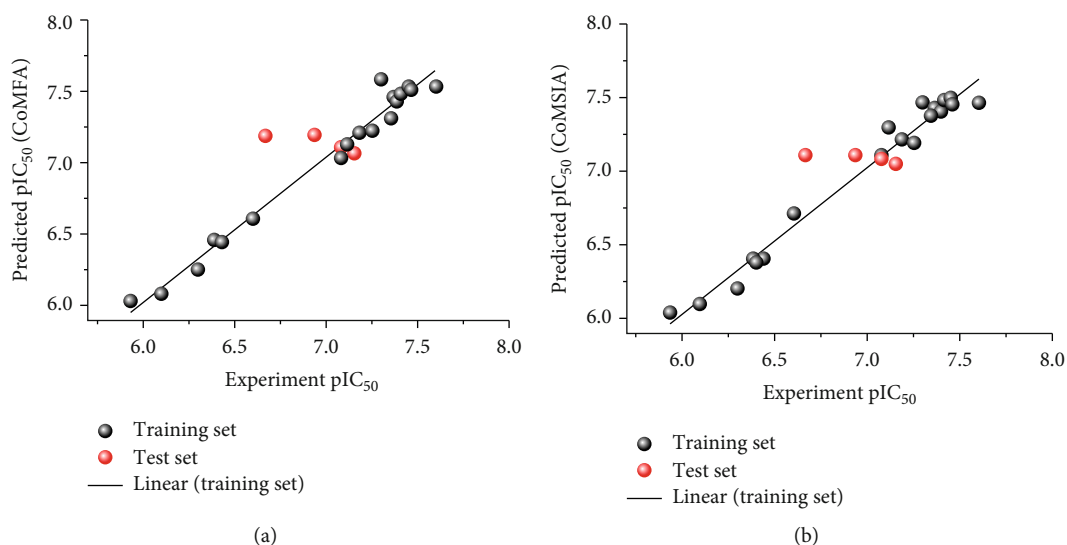 8.0
7.5
7.0
6.5
6.0
Predicted pIC50 (CoMFA)
6.0 6.5 7.0 7.5 8.0
Experiment pIC50
Training set
Test set
Linear (training set)
(a)
8.0
7.5
7.0
6.5
6.0
Predicted pIC50 (CoMSIA)
6.0 6.5 7.0 7.5 8.0
Experiment pIC50
Training set
Test set
Linear (training set)
(b)